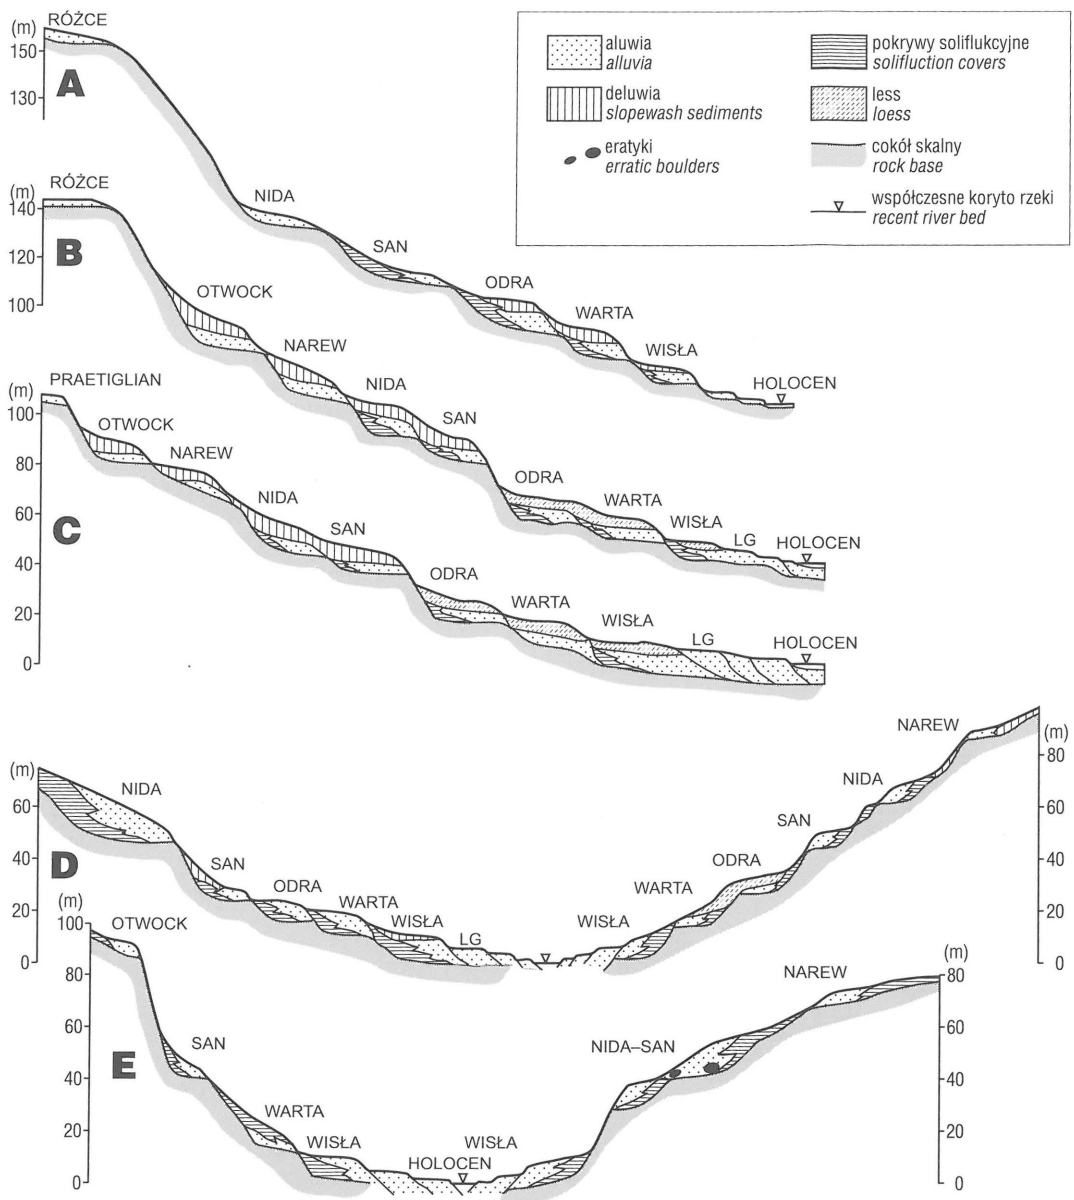 RÓŻCE
(m)
150
130
A
aluwia
alluvia
deluwia
slopewash sediments
eratyki
erratic boulders
pokrywy soliflukcyjne
solifluction covers
less
loess
cokół skalny
rock base
współczesne koryto rzeki
recent river bed
NIDA
SAN
ODRA
WARTA
WISŁA
HOLOCEN
RÓŻCE
(m)
140
120
100
B
OTWOCK
NAREW
NIDA
SAN
ODRA
WARTA
WISŁA
LG
HOLOCEN
PRAETIGLIAN
(m)
100
80
60
40
20
0
C
OTWOCK
NAREW
NIDA
SAN
ODRA
WARTA
WISŁA
LG
HOLOCEN
(m)
60
40
20
0
D
NIDA
SAN
ODRA
WARTA
WISŁA
LG
WISŁA
WARTA
ODRA
SAN
NIDA
NAREW
(m)
80
60
40
20
0
(m)
100
80
60
40
20
0
E
OTWOCK
SAN
WARTA
WISŁA
HOLOCEN
WISŁA
NIDA–SAN
NAREW
(m)
80
60
40
20
0